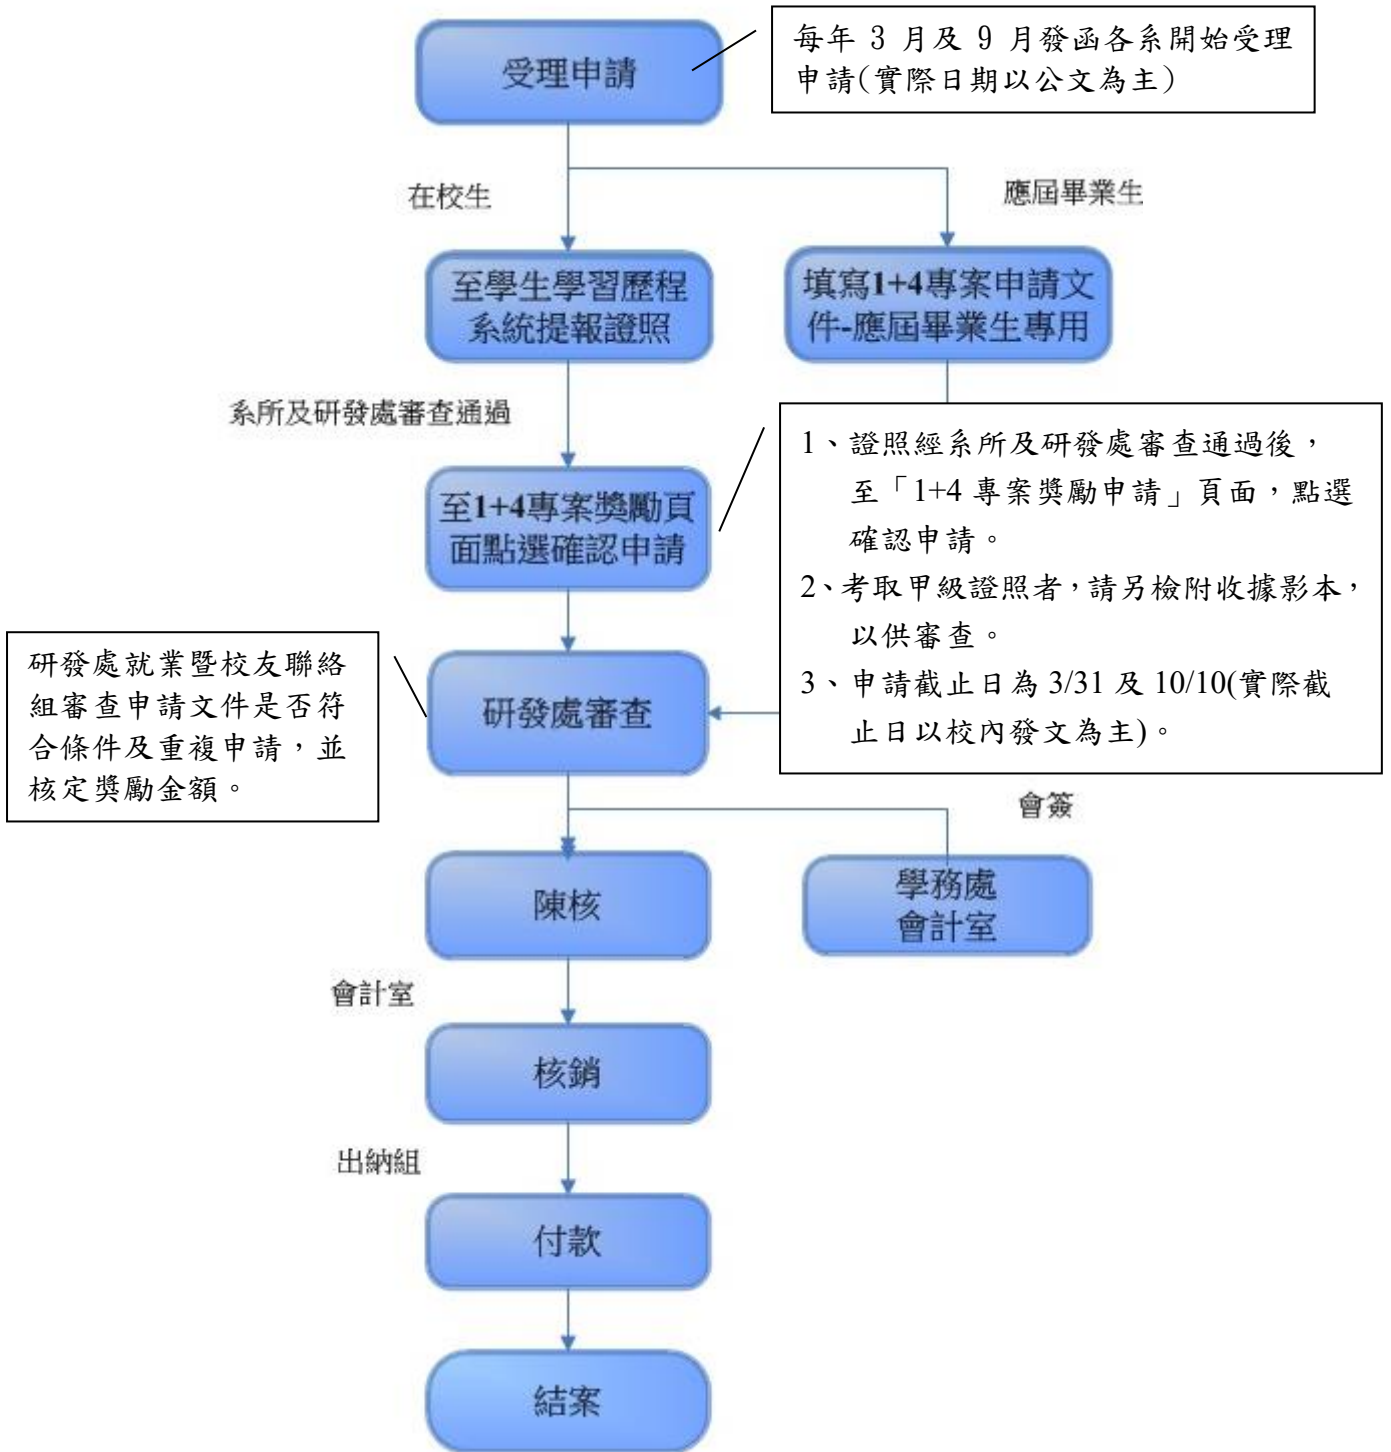 受理申請
每年 3 月及 9 月發函各系開始受理
申請(實際日期以公文為主)
在校生
應屆畢業生
至學生學習歷程
系統提報證照
填寫1+4專案申請文
件-應屆畢業生專用
系所及研發處審查通過
1、證照經系所及研發處審查通過後，
至「1+4 專案獎勵申請」頁面，點選
確認申請。
2、考取甲級證照者，請另檢附收據影本，
以供審查。
3、申請截止日為 3/31 及 10/10(實際截
止日以校內發文為主)。
至1+4專案獎勵頁
面點選確認申請
研發處就業暨校友聯絡
組審查申請文件是否符
合條件及重複申請，並
核定獎勵金額。
研發處審查
會簽
陳核
學務處
會計室
會計室
核銷
出納組
付款
結案